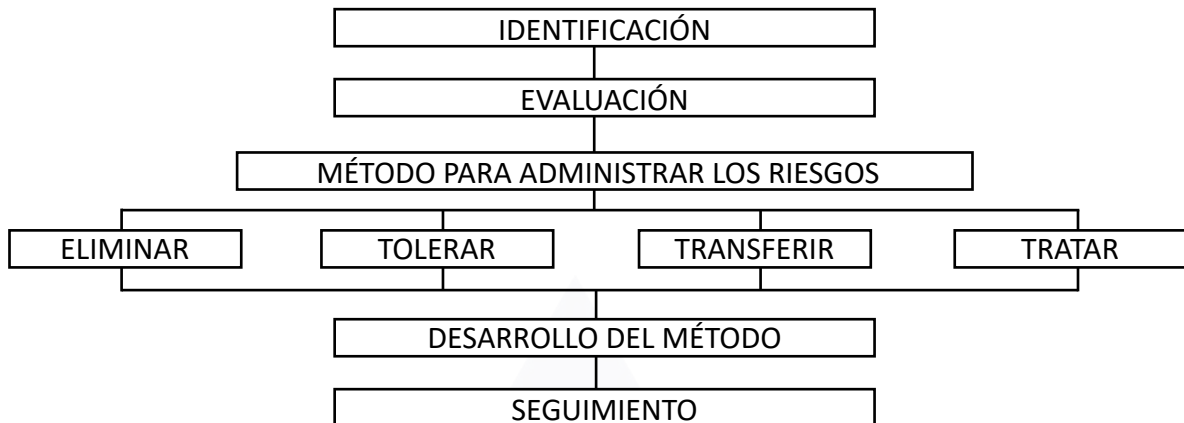 IDENTIFICACIÓN
EVALUACIÓN
MÉTODO PARA ADMINISTRAR LOS RIESGOS
ELIMINAR
TOLERAR
TRANSFERIR
TRATAR
DESARROLLO DEL MÉTODO
SEGUIMIENTO